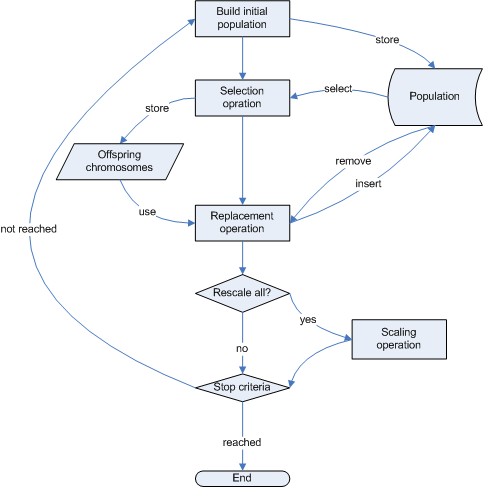 Build initial
population
store
Selection
opration
select
Population
store
Offspring
chromosomes
remove
insert
use
Replacement
operation
not reached
Rescale all?
yes
Scaling
operation
no
Stop criteria
reached
End